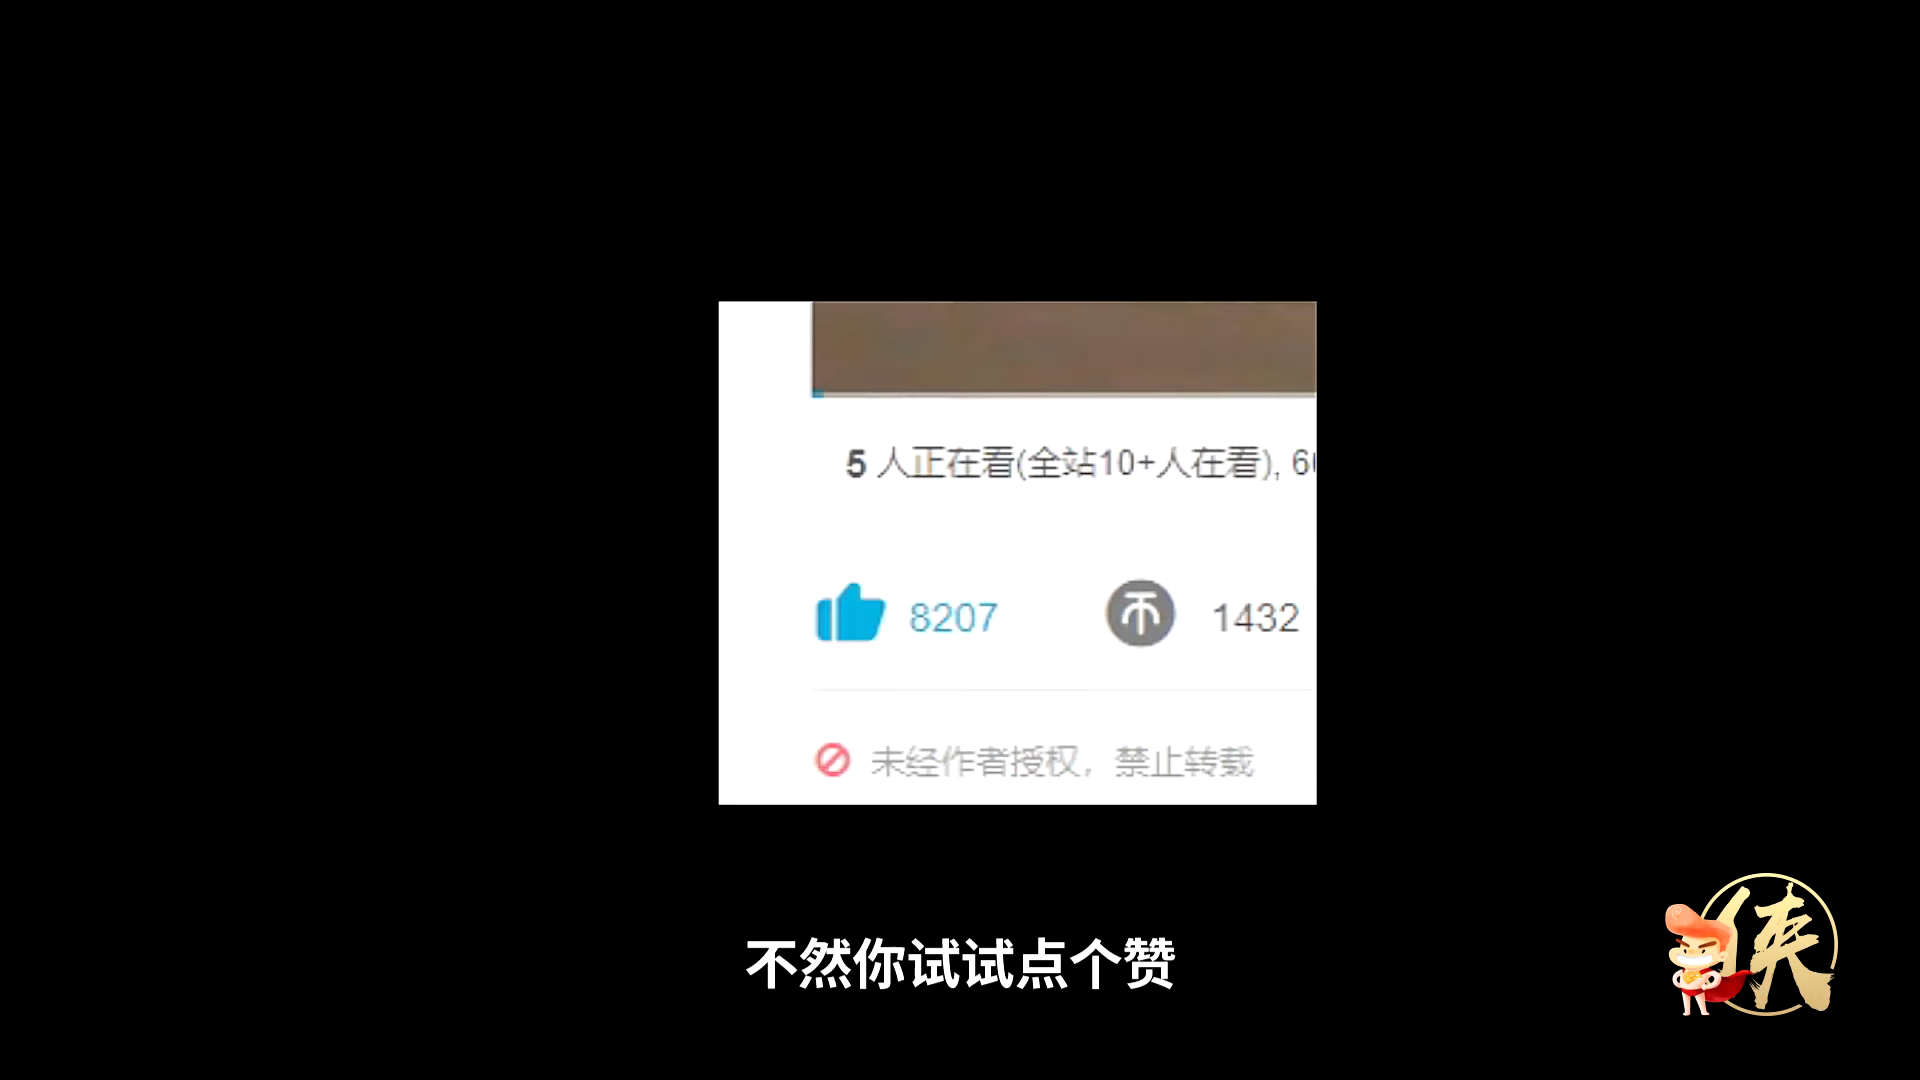 5 人正在看(全站10+人在看), 6
8207 1432
未经作者授权，禁止转载
不然你试试点个赞
侠